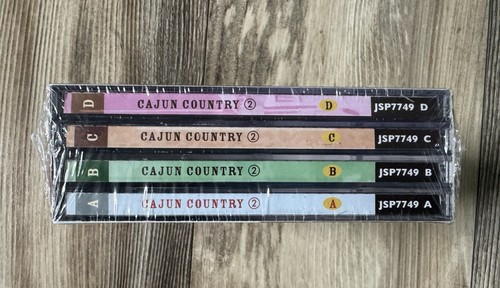 D CAJUN COUNTRY ② D JSP7749 D
C CAJUN COUNTRY ② C JSP7749 C
B CAJUN COUNTRY ② B JSP7749 B
A CAJUN COUNTRY ② A JSP7749 A